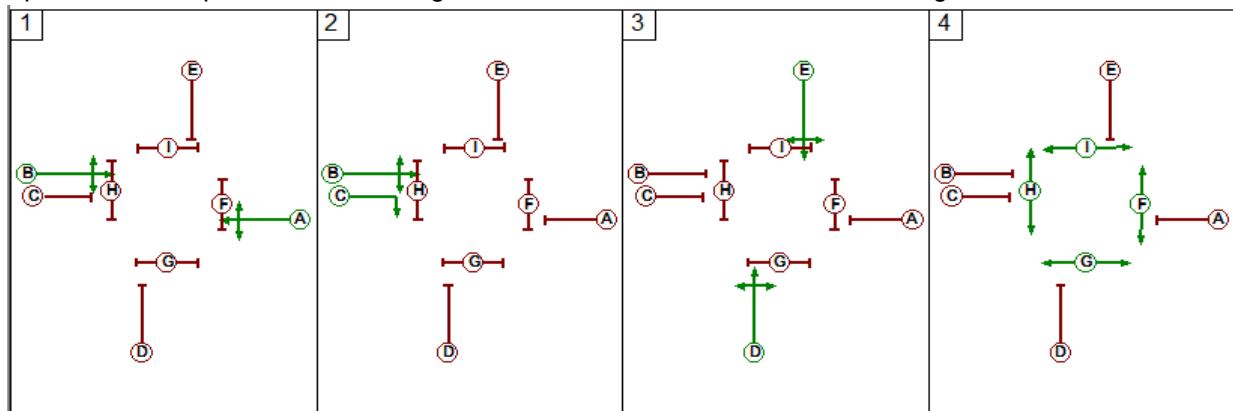 1 2 3 4
E E E E
I I I I
B B B B
H H H H
C C C C
F F F F
A A A A
G G G G
D D D D